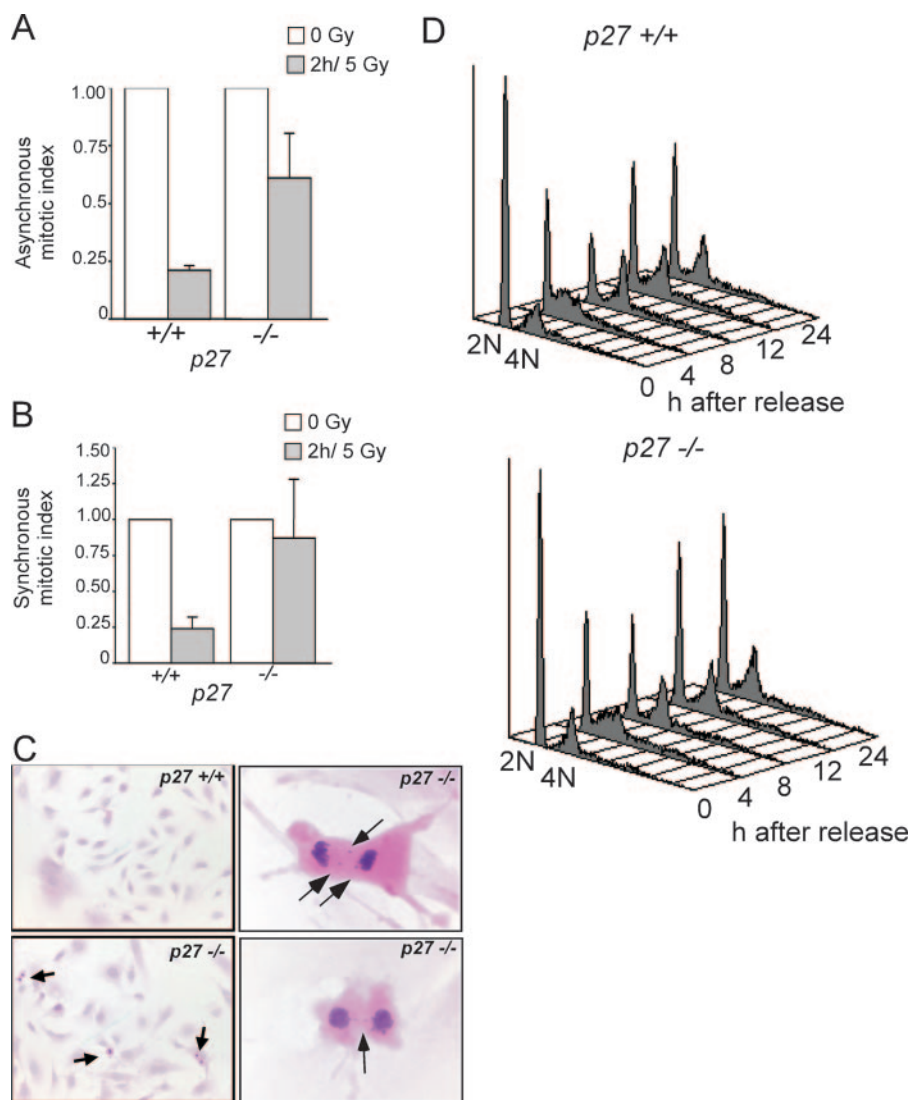 A
0 Gy
2h/ 5 Gy
Asynchronous
mitotic index
1.00
0.75
0.5
0.25
0
+/+
-/-
p27
B
0 Gy
2h/ 5 Gy
Synchronous
mitotic index
1.50
1.25
1.00
0.75
0.50
0.25
0
+/+
-/-
p27
C
p27 +/+
p27 -/-
p27 -/-
p27 -/-
D
p27 +/+
2N
4N
0 4 8 12 24
h after release
p27 -/-
2N
4N
0 4 8 12 24
h after release